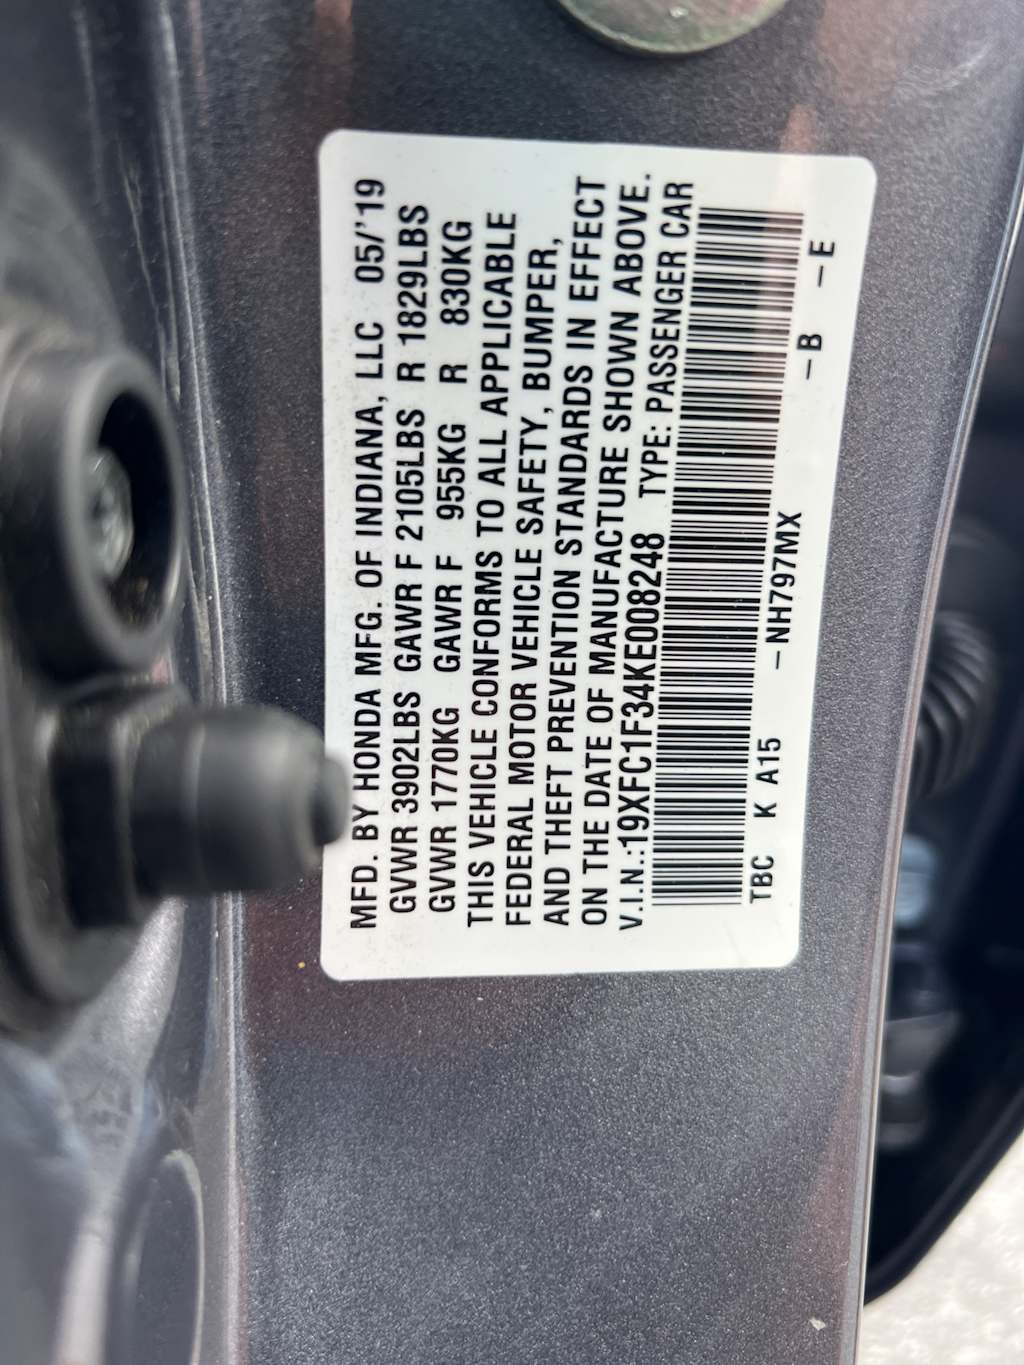 MFD. BY HONDA MFG. OF INDIANA, LLC 05/'19
GVWR 3902LBS GAWR F 2105LBS R 1829LBS
GVWR 1770KG GAWR F 955KG R 830KG
THIS VEHICLE CONFORMS TO ALL APPLICABLE
FEDERAL MOTOR VEHICLE SAFETY, BUMPER,
AND THEFT PREVENTION STANDARDS IN EFFECT
ON THE DATE OF MANUFACTURE SHOWN ABOVE.
V.I.N.:19XFC1F34KE008248 TYPE: PASSENGER CAR
TBC K A15 –NH797MX –B –E